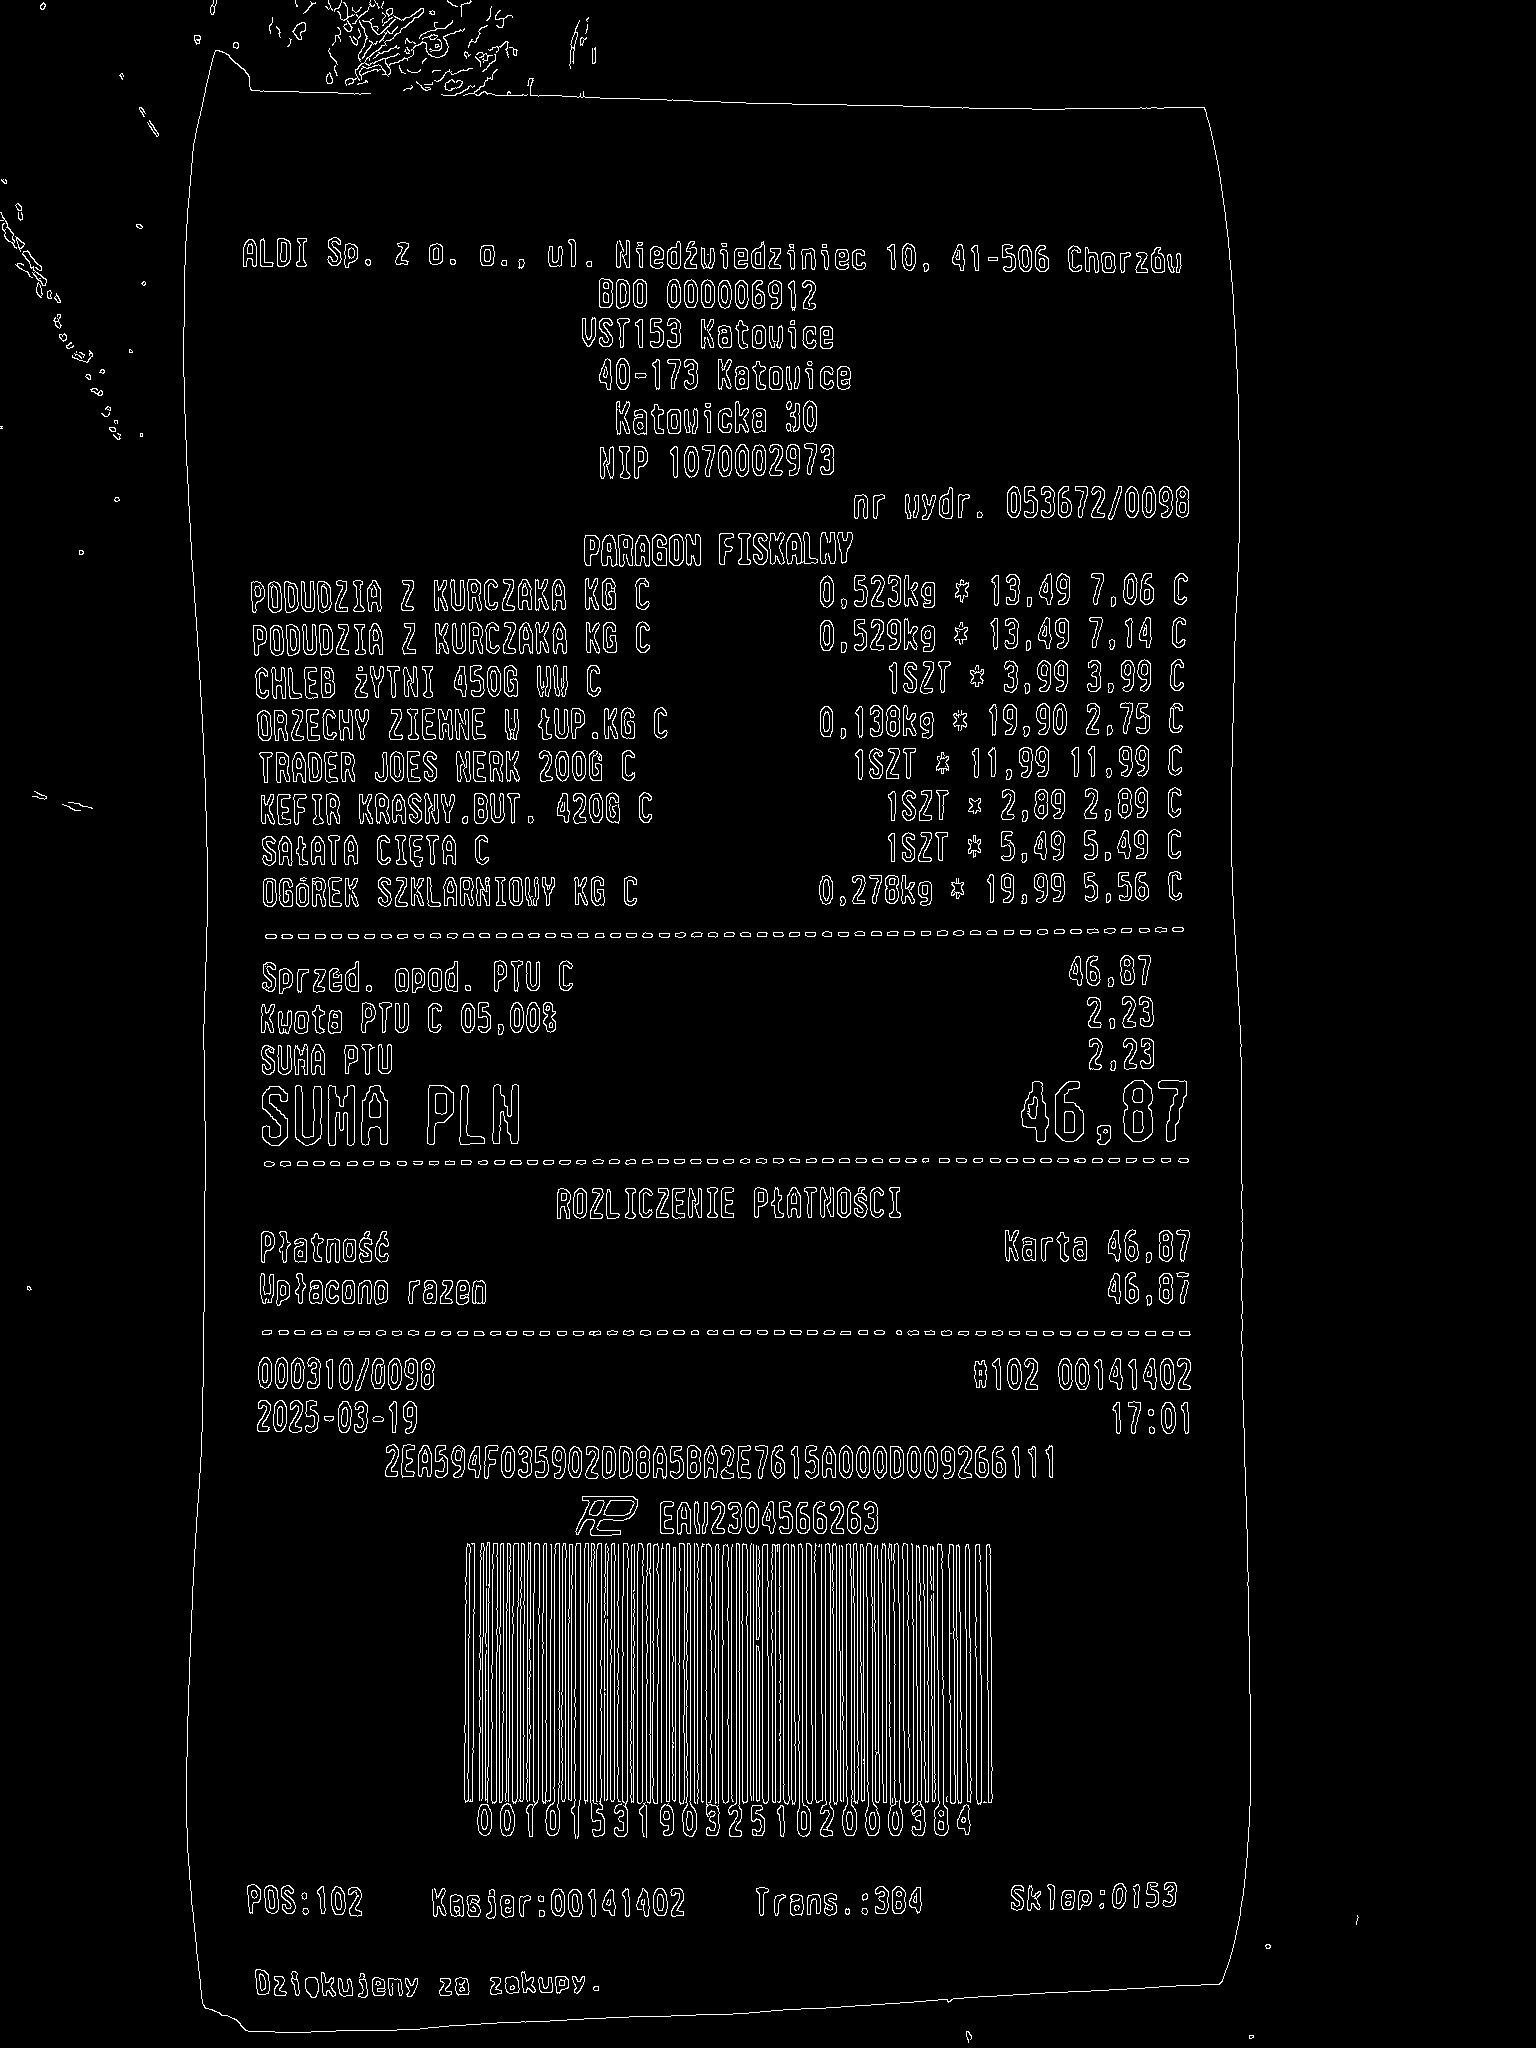 ALDI Sp. z o. o., ul. Niedźwiedziniec 10, 41-506 Chorzów
BDO 000006912
VST153 Katowice
40-173 Katowice
Katowicka 30
NIP 1070002973
nr wydr. 053672/0098
PARAGON FISKALNY
PODUDZIA Z KURCZAKA KG C 0,523kg * 13,49 7,06 C
PODUDZIA Z KURCZAKA KG C 0,529kg * 13,49 7,14 C
CHLEB ŻYTNI 450G WW C 1SZT * 3,99 3,99 C
ORZECHY ZIEMNE W ŁUP.KG C 0,138kg * 19,90 2,75 C
TRADER JOES NERK 200G C 1SZT * 11,99 11,99 C
KEFIR KRASNY.BUT. 420G C 1SZT * 2,89 2,89 C
SAŁATA CIĘTA C 1SZT * 5,49 5,49 C
OGÓREK SZKLARNIOWY KG C 0,278kg * 19,99 5,56 C
Sprzed. opod. PTU C 46,87
Kwota PTU C 05,00% 2,23
SUMA PTU 2,23
SUMA PLN 46,87
ROZLICZENIE PŁATNOŚCI
Płatność Karta 46,87
Wpłacono razem 46,87
000310/0098 #102 00141402
2025-03-19 17:01
2EA594F035902DD8A5BA2E7615A000D009266111
EAW2304566263
0010153190325102000384
POS:102 Kasjer:00141402 Trans.:384 Sklep:0153
Dziękujemy za zakupy.